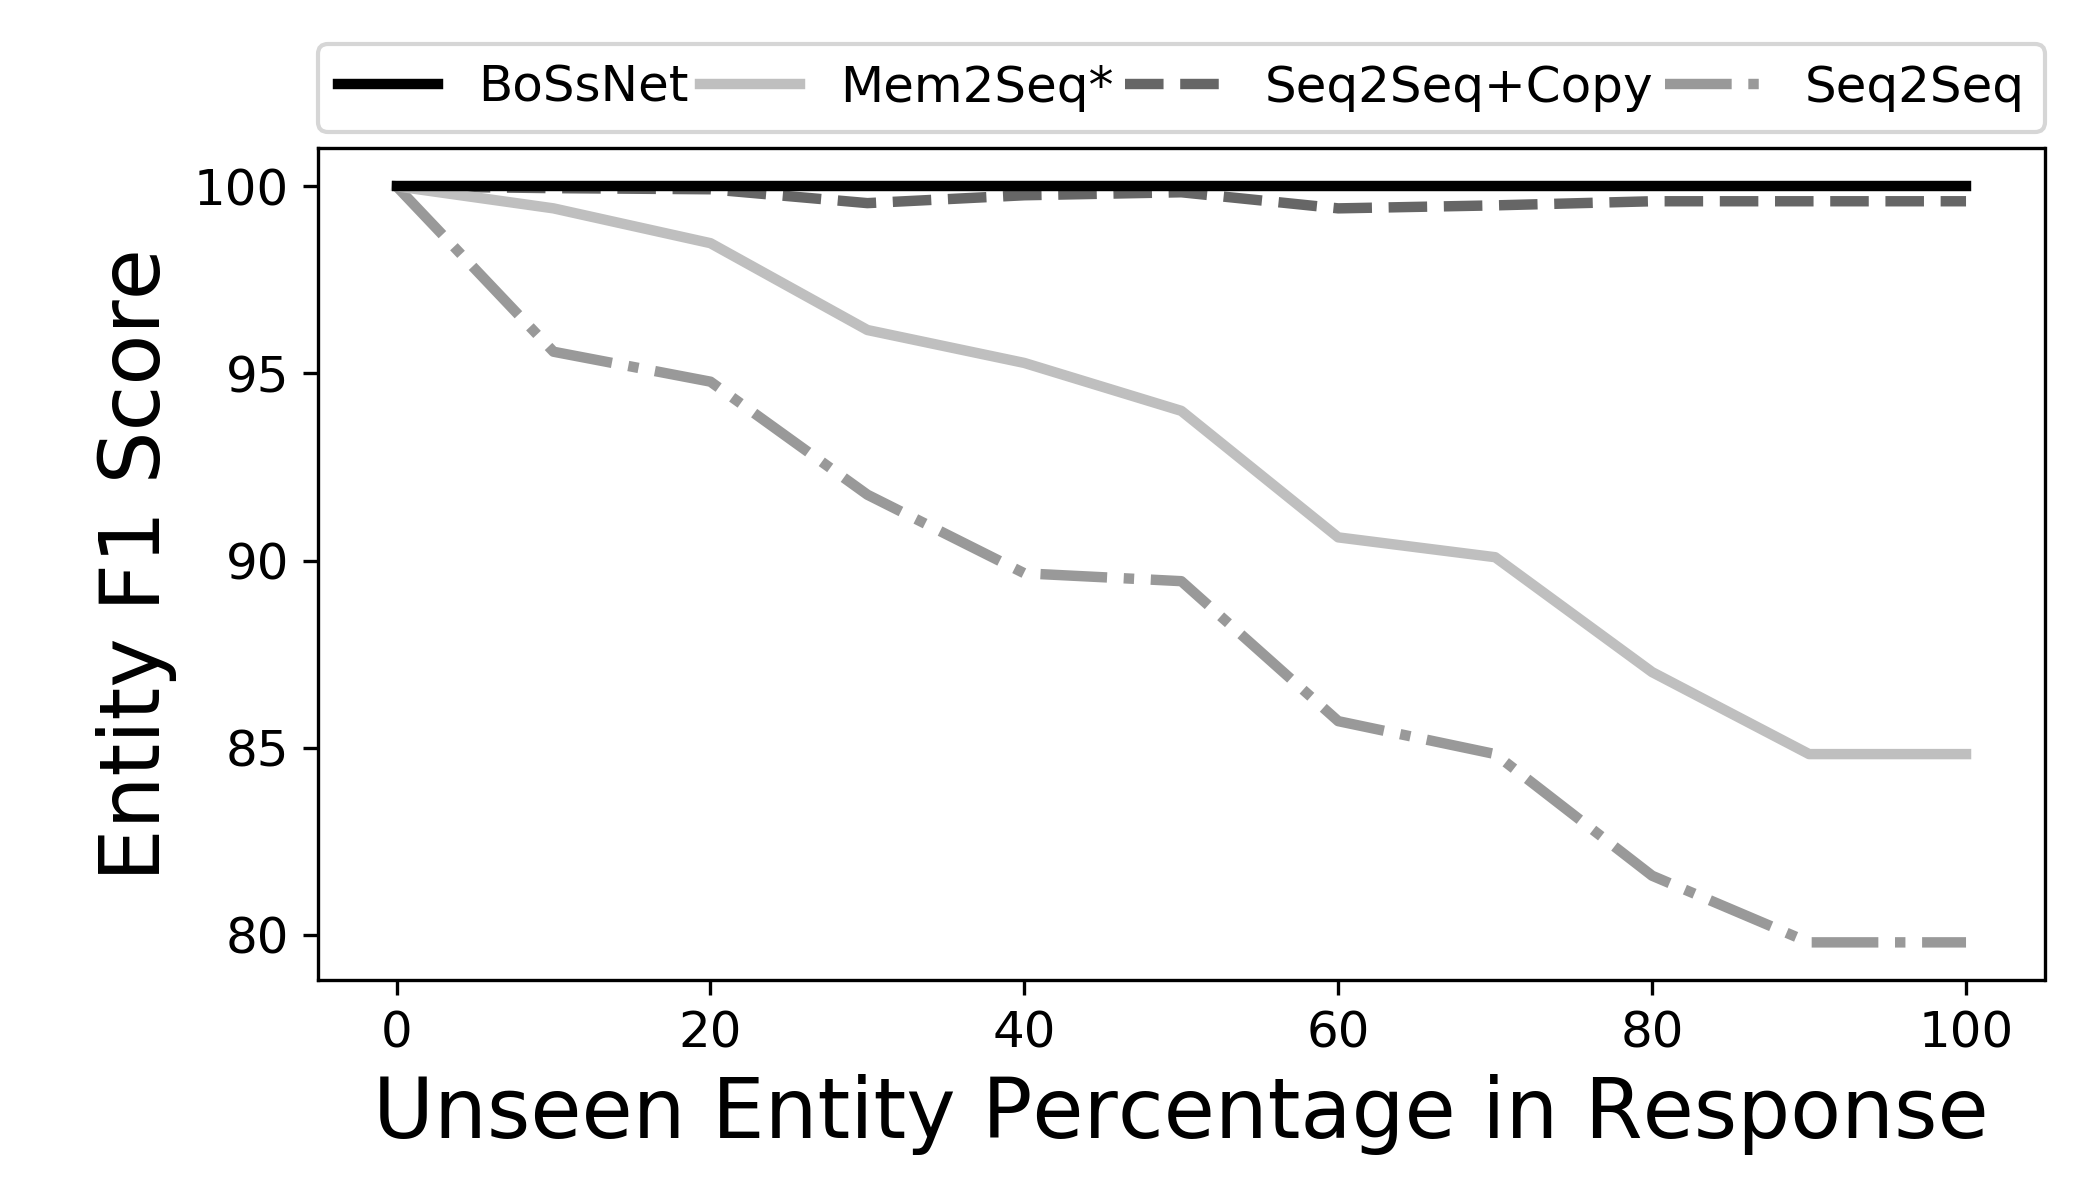 BoSsNet Mem2Seq* Seq2Seq+Copy Seq2Seq
100
95
90
85
80
Entity F1 Score
0 20 40 60 80 100
Unseen Entity Percentage in Response